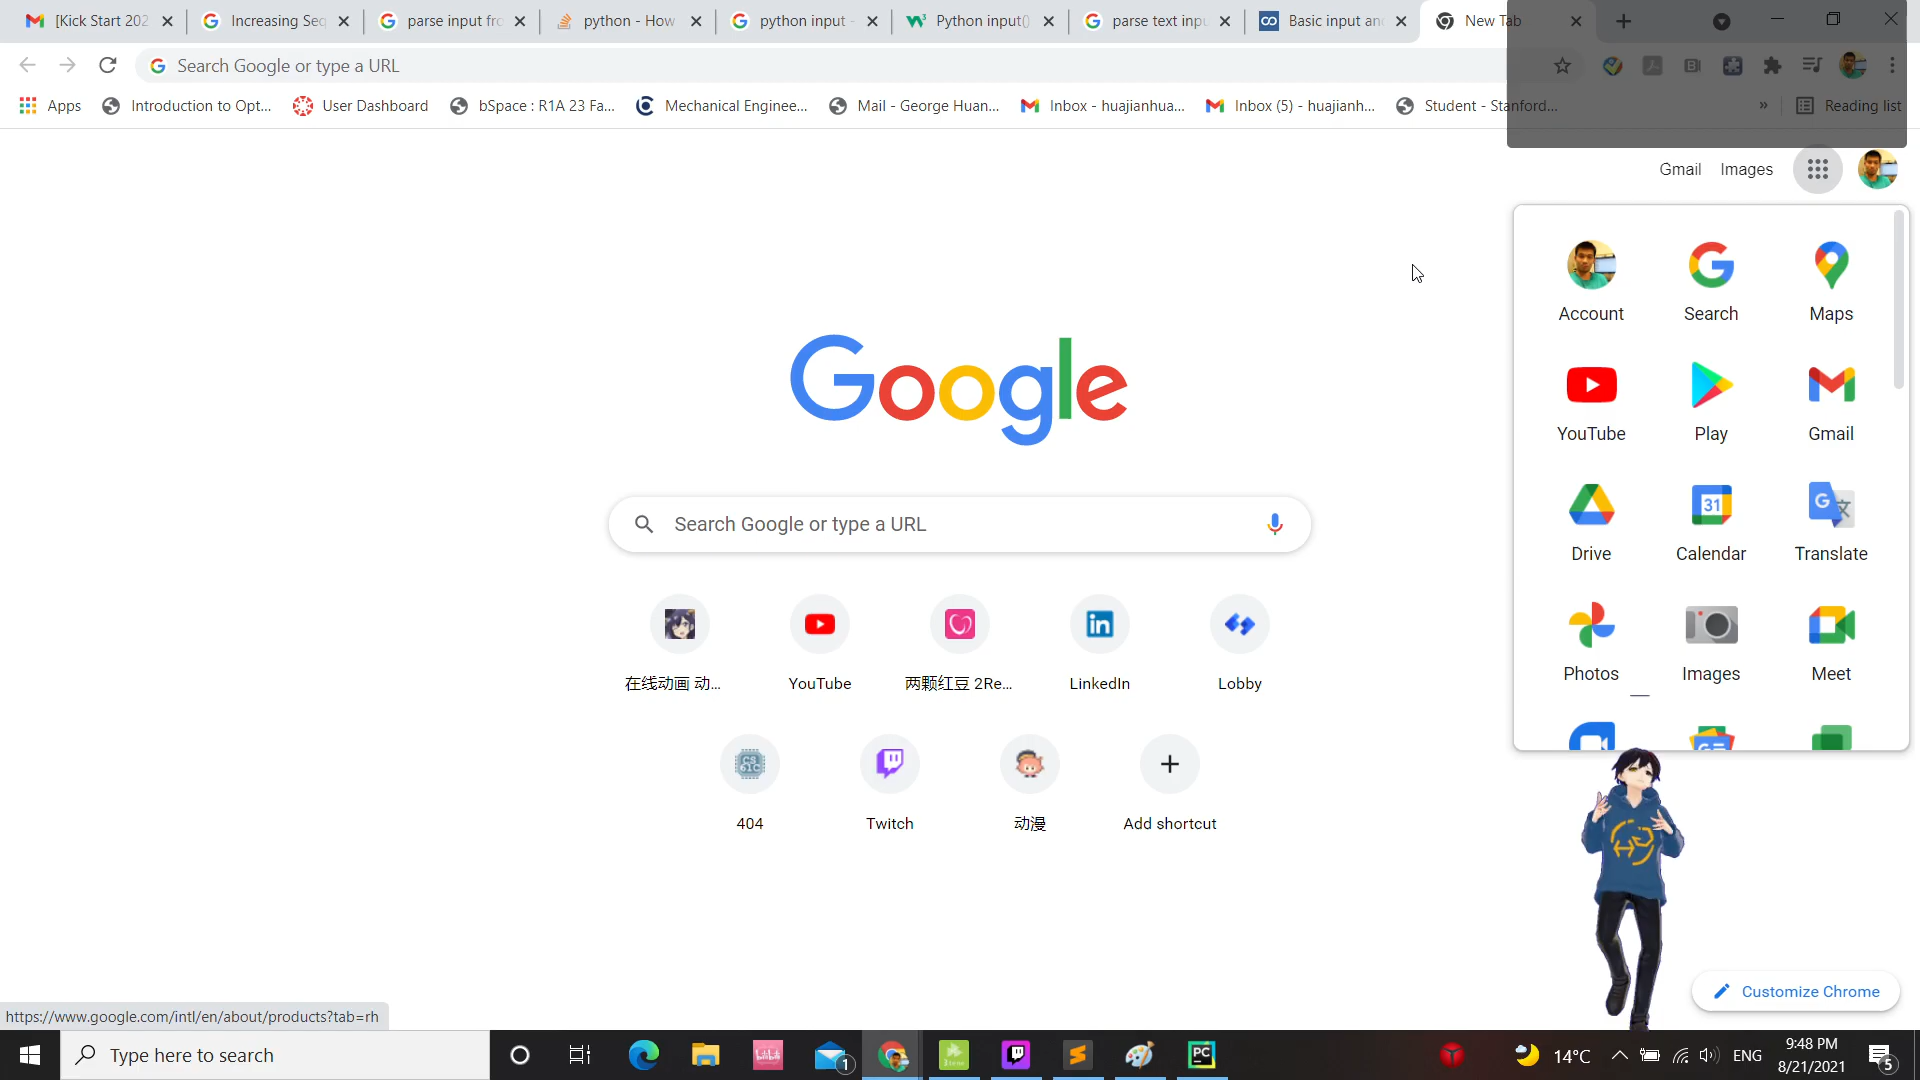 [Kick Start 202
Increasing Seq
parse input fro
python - How
python input -
Python input()
parse text inpu
Basic input an
New Tab
Search Google or type a URL
Apps
Introduction to Opt...
User Dashboard
bSpace : R1A 23 Fa...
Mechanical Enginee...
Mail - George Huan...
Inbox - huajianhua...
Inbox (5) - huajianh...
Student - Stanford...
»
Reading list
Gmail
Images
Account
Search
Maps
YouTube
Play
Gmail
Drive
Calendar
Translate
Photos
Images
Meet
Google
Search Google or type a URL
在线动画 动...
YouTube
两颗红豆 2Re...
LinkedIn
Lobby
404
Twitch
动漫
Add shortcut
Customize Chrome
https://www.google.com/intl/en/about/products?tab=rh
Type here to search
14°C
ENG
9:48 PM
8/21/2021
5